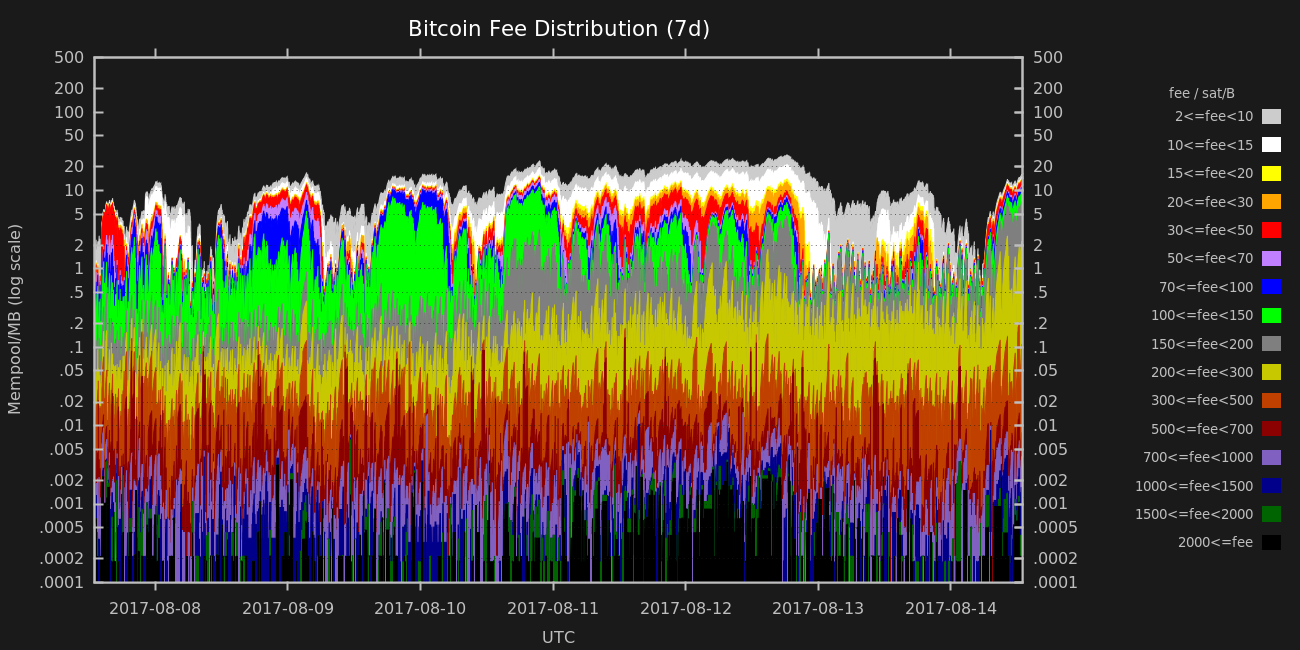 Bitcoin Fee Distribution (7d)
500
200
100
50
20
10
5
2
1
.5
.2
.1
.05
.02
.01
.005
.002
.001
.0005
.0002
.0001
Mempool/MB (log scale)
500
200
100
50
20
10
5
2
1
.5
.2
.1
.05
.02
.01
.005
.002
.001
.0005
.0002
.0001
2017-08-08 2017-08-09 2017-08-10 2017-08-11 2017-08-12 2017-08-13 2017-08-14
UTC
fee / sat/B
2<=fee<10
10<=fee<15
15<=fee<20
20<=fee<30
30<=fee<50
50<=fee<70
70<=fee<100
100<=fee<150
150<=fee<200
200<=fee<300
300<=fee<500
500<=fee<700
700<=fee<1000
1000<=fee<1500
1500<=fee<2000
2000<=fee